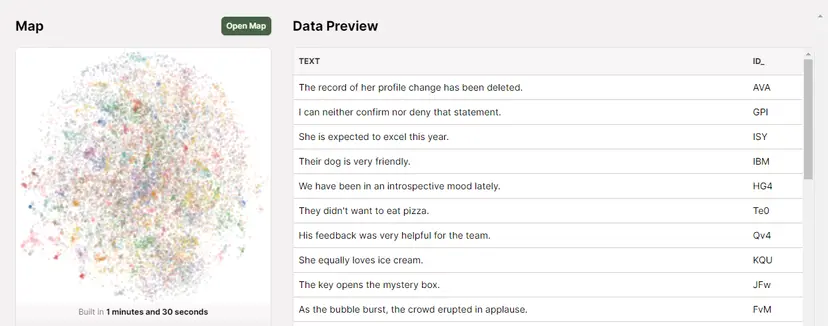 Map
Open Map
Built in 1 minutes and 30 seconds
Data Preview
TEXT ID_
The record of her profile change has been deleted. AVA
I can neither confirm nor deny that statement. GPI
She is expected to excel this year. ISY
Their dog is very friendly. IBM
We have been in an introspective mood lately. HG4
They didn't want to eat pizza. Te0
His feedback was very helpful for the team. Qv4
She equally loves ice cream. KQU
The key opens the mystery box. JFw
As the bubble burst, the crowd erupted in applause. FvM